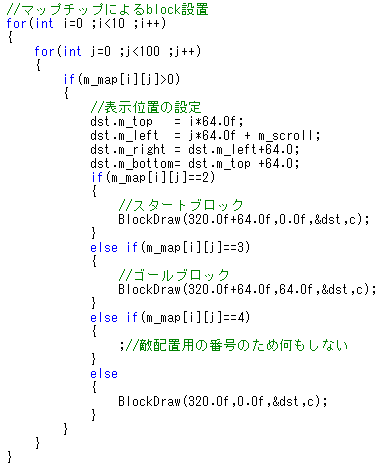 //マップチップによるblock設置
for(int i=0 ;i<10 ;i++)
{
    for(int j=0 ;j<100 ;j++)
    {
        if(m_map[i][j]>0)
        {
            //表示位置の設定
            dst.m_top   = i*64.0f;
            dst.m_left  = j*64.0f + m_scroll;
            dst.m_right = dst.m_left+64.0;
            dst.m_bottom= dst.m_top +64.0;
            if(m_map[i][j]==2)
            {
                //スタートブロック
                BlockDraw(320.0f+64.0f,0.0f,&dst,c);
            }
            else if(m_map[i][j]==3)
            {
                //ゴールブロック
                BlockDraw(320.0f+64.0f,64.0f,&dst,c);
            }
            else if(m_map[i][j]==4)
            {
                ;//敵配置用の番号のため何もしない
            }
            else
            {
                BlockDraw(320.0f,0.0f,&dst,c);
            }
        }
    }
}